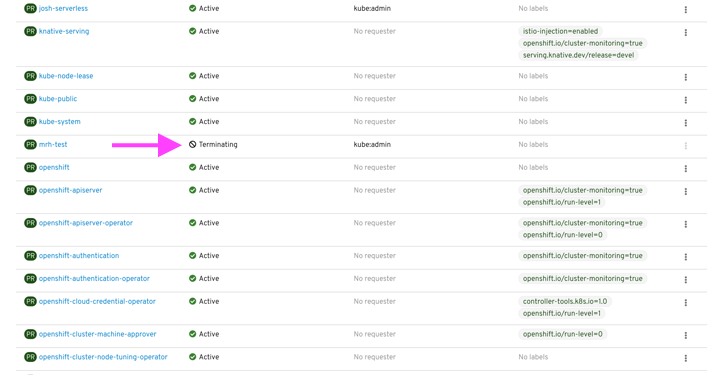 PR josh-serverless Active kube:admin No labels
PR knative-serving Active No requester istio-injection=enabled
openshift.io/cluster-monitoring=true
serving.knative.dev/release=devel
PR kube-node-lease Active No requester No labels
PR kube-public Active No requester No labels
PR kube-system Active No requester No labels
PR mrh-test Terminating kube:admin No labels
PR openshift Active No requester No labels
PR openshift-apiserver Active No requester openshift.io/cluster-monitoring=true
openshift.io/run-level=1
PR openshift-apiserver-operator Active No requester openshift.io/cluster-monitoring=true
openshift.io/run-level=0
PR openshift-authentication Active No requester openshift.io/cluster-monitoring=true
PR openshift-authentication-operator Active No requester openshift.io/cluster-monitoring=true
PR openshift-cloud-credential-operator Active No requester controller-tools.k8s.io=1.0
openshift.io/run-level=1
PR openshift-cluster-machine-approver Active No requester openshift.io/run-level=0
PR openshift-cluster-node-tuning-operator Active No requester No labels